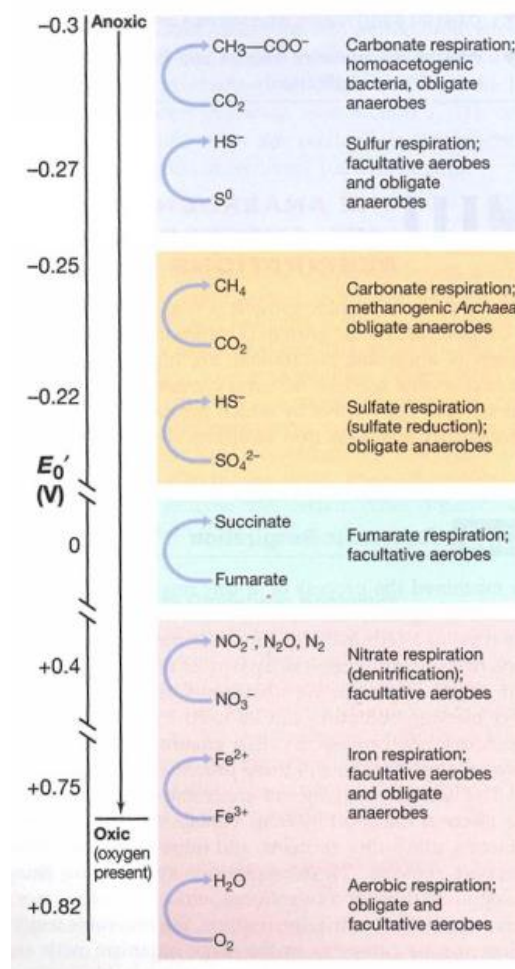 −0.3
Anoxic
CH3—COO−
CO2
Carbonate respiration;
homoacetogenic
bacteria, obligate
anaerobes
−0.27
HS−
S0
Sulfur respiration;
facultative aerobes
and obligate
anaerobes
−0.25
CH4
CO2
Carbonate respiration;
methanogenic Archaea
obligate anaerobes
−0.22
HS−
SO42−
Sulfate respiration
(sulfate reduction);
obligate anaerobes
E0′
(V)
0
Succinate
Fumarate
Fumarate respiration;
facultative aerobes
+0.4
NO2−, N2O, N2
NO3−
Nitrate respiration
(denitrification);
facultative aerobes
+0.75
Fe2+
Fe3+
Iron respiration;
facultative aerobes
and obligate
anaerobes
Oxic
(oxygen
present)
+0.82
H2O
O2
Aerobic respiration;
obligate and
facultative aerobes